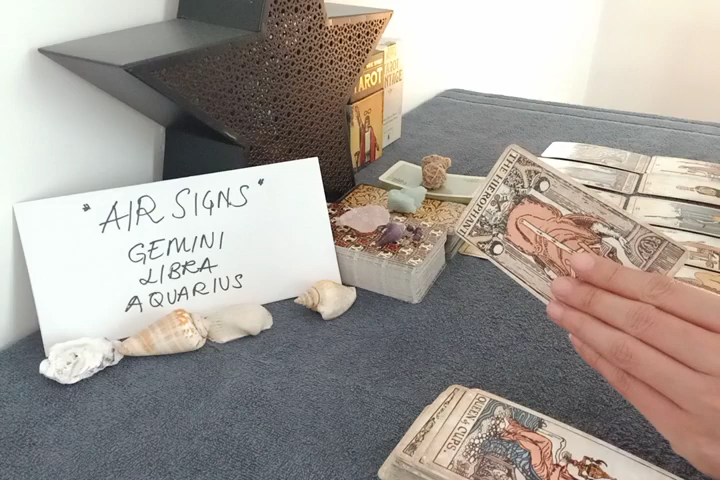 "AIR SIGNS"
GEMINI
LIBRA
AQUARIUS
TAROT
THE HIEROPHANT
QUEEN of CUPS.